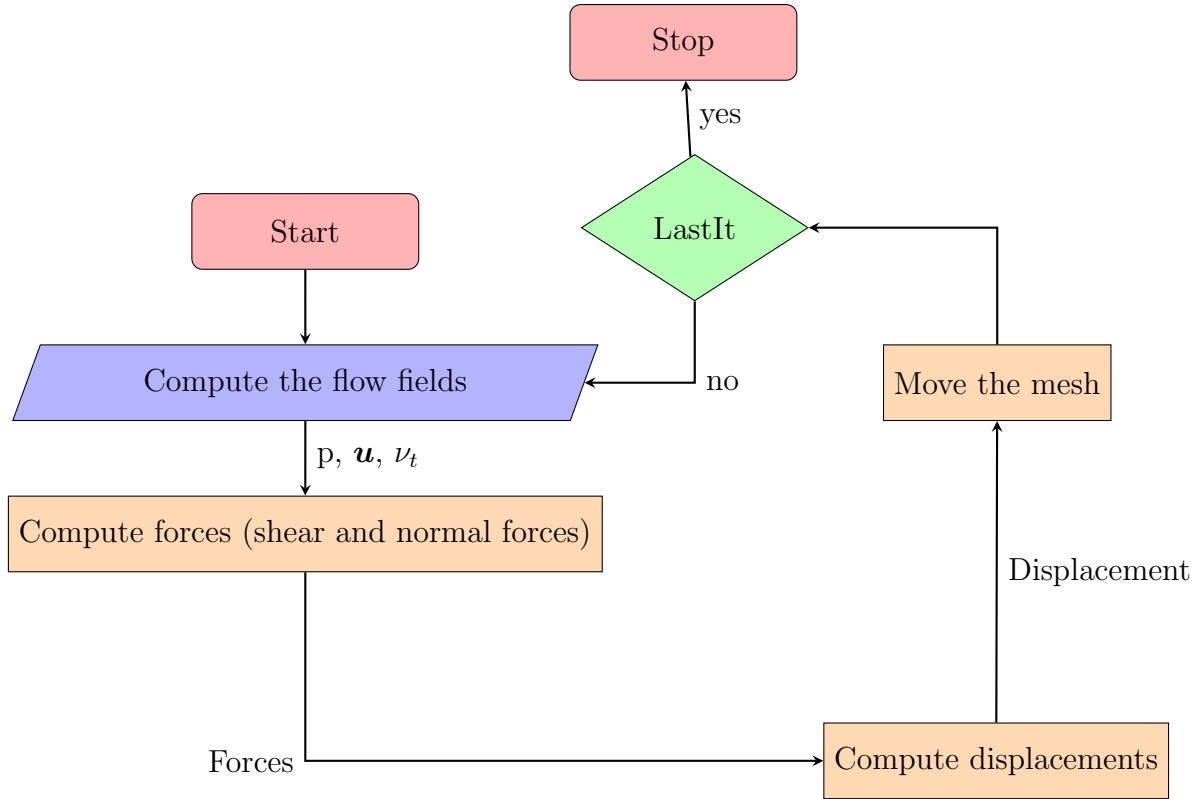 Stop
yes
Start
LastIt
Compute the flow fields
no
Move the mesh
p, u, νₜ
Compute forces (shear and normal forces)
Displacement
Forces
Compute displacements